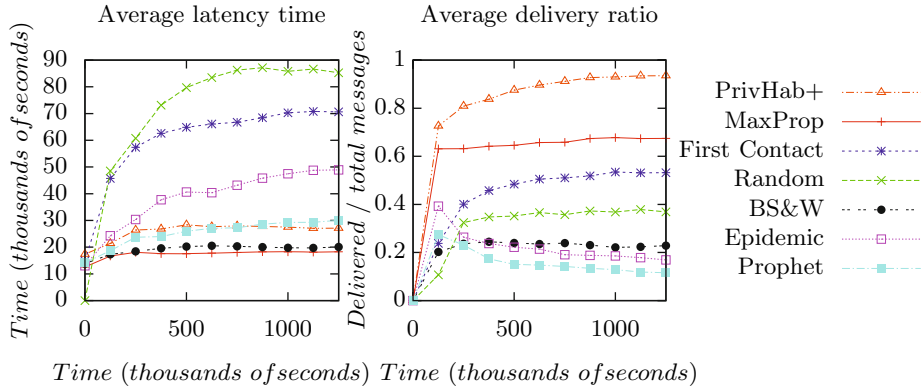 Average latency time
Average delivery ratio
Time (thousands of seconds)
90
80
70
60
50
40
30
20
10
0
0
500
1000
Time (thousands of seconds)
Delivered / total messages
1
0.8
0.6
0.4
0.2
0
0
500
1000
Time (thousands of seconds)
PrivHab+
MaxProp
First Contact
Random
BS&W
Epidemic
Prophet